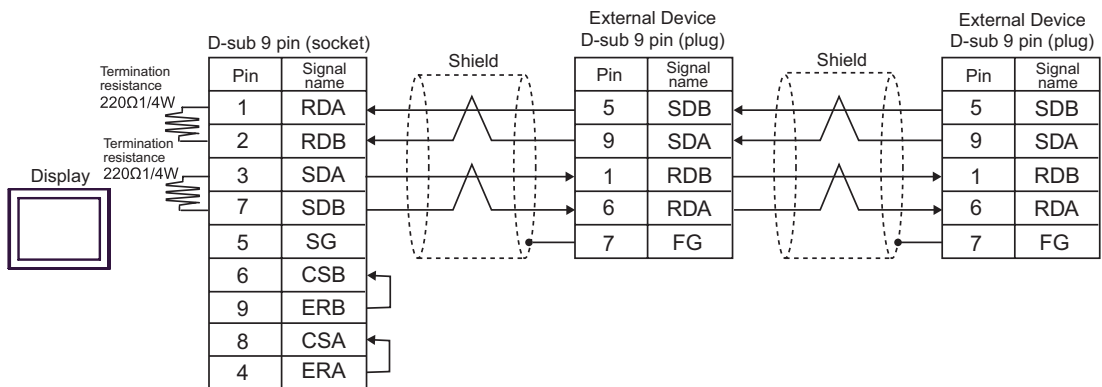 External Device
D-sub 9 pin (plug)
External Device
D-sub 9 pin (plug)
D-sub 9 pin (socket)
Shield
Shield
Termination
resistance
220Ω1/4W
Termination
resistance
220Ω1/4W
Display
Pin Signal name
1 RDA
2 RDB
3 SDA
7 SDB
5 SG
6 CSB
9 ERB
8 CSA
4 ERA
Pin Signal name
5 SDB
9 SDA
1 RDB
6 RDA
7 FG
Pin Signal name
5 SDB
9 SDA
1 RDB
6 RDA
7 FG